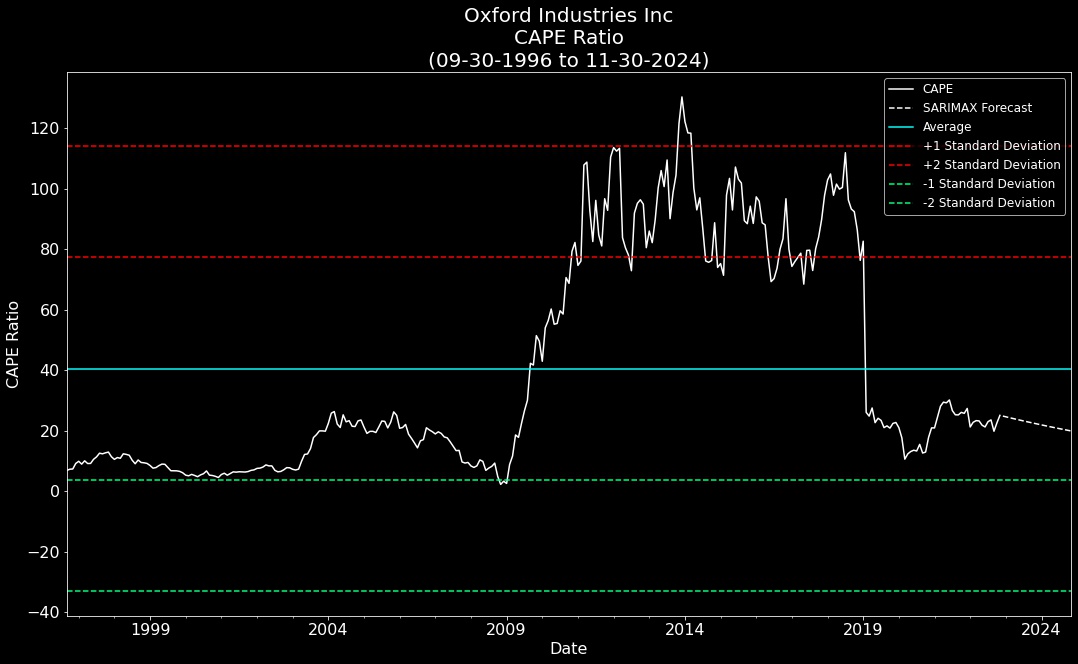 Oxford Industries Inc
CAPE Ratio
(09-30-1996 to 11-30-2024)
CAPE
SARIMAX Forecast
Average
+1 Standard Deviation
+2 Standard Deviation
-1 Standard Deviation
-2 Standard Deviation
CAPE Ratio
120
100
80
60
40
20
0
−20
−40
1999
2004
2009
2014
2019
2024
Date